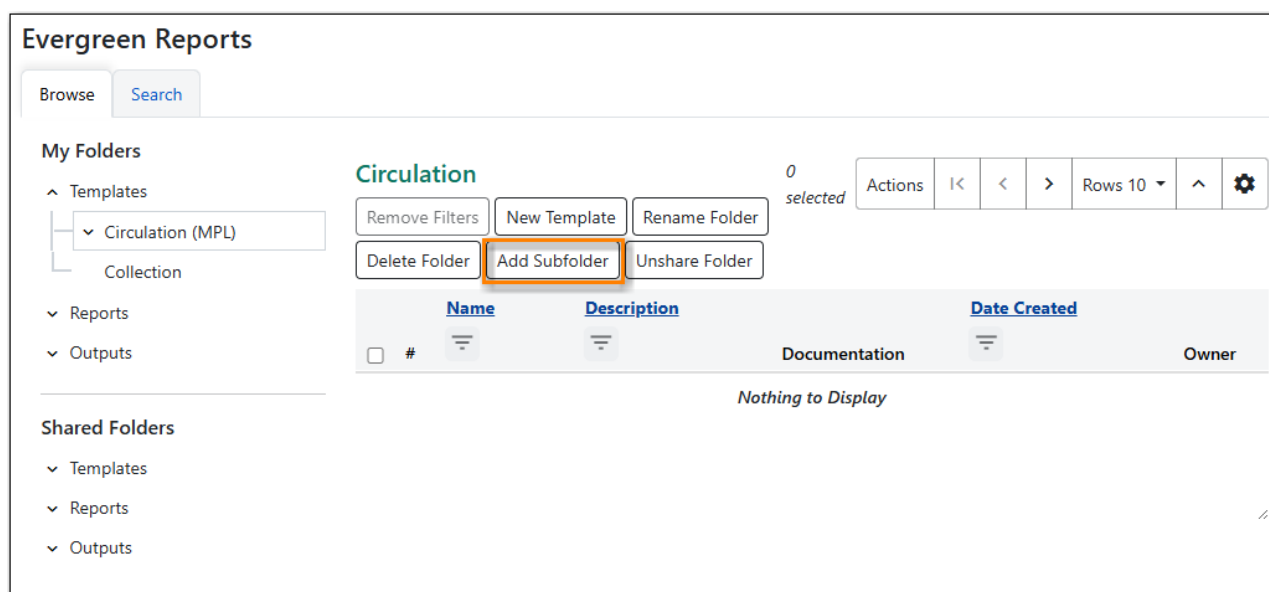 Evergreen Reports
Browse Search
My Folders
Templates
Circulation (MPL)
Collection
Reports
Outputs
Shared Folders
Templates
Reports
Outputs
Circulation
0
selected
Actions Rows 10
Remove Filters New Template Rename Folder
Delete Folder Add Subfolder Unshare Folder
# Name Description Documentation Date Created Owner
Nothing to Display